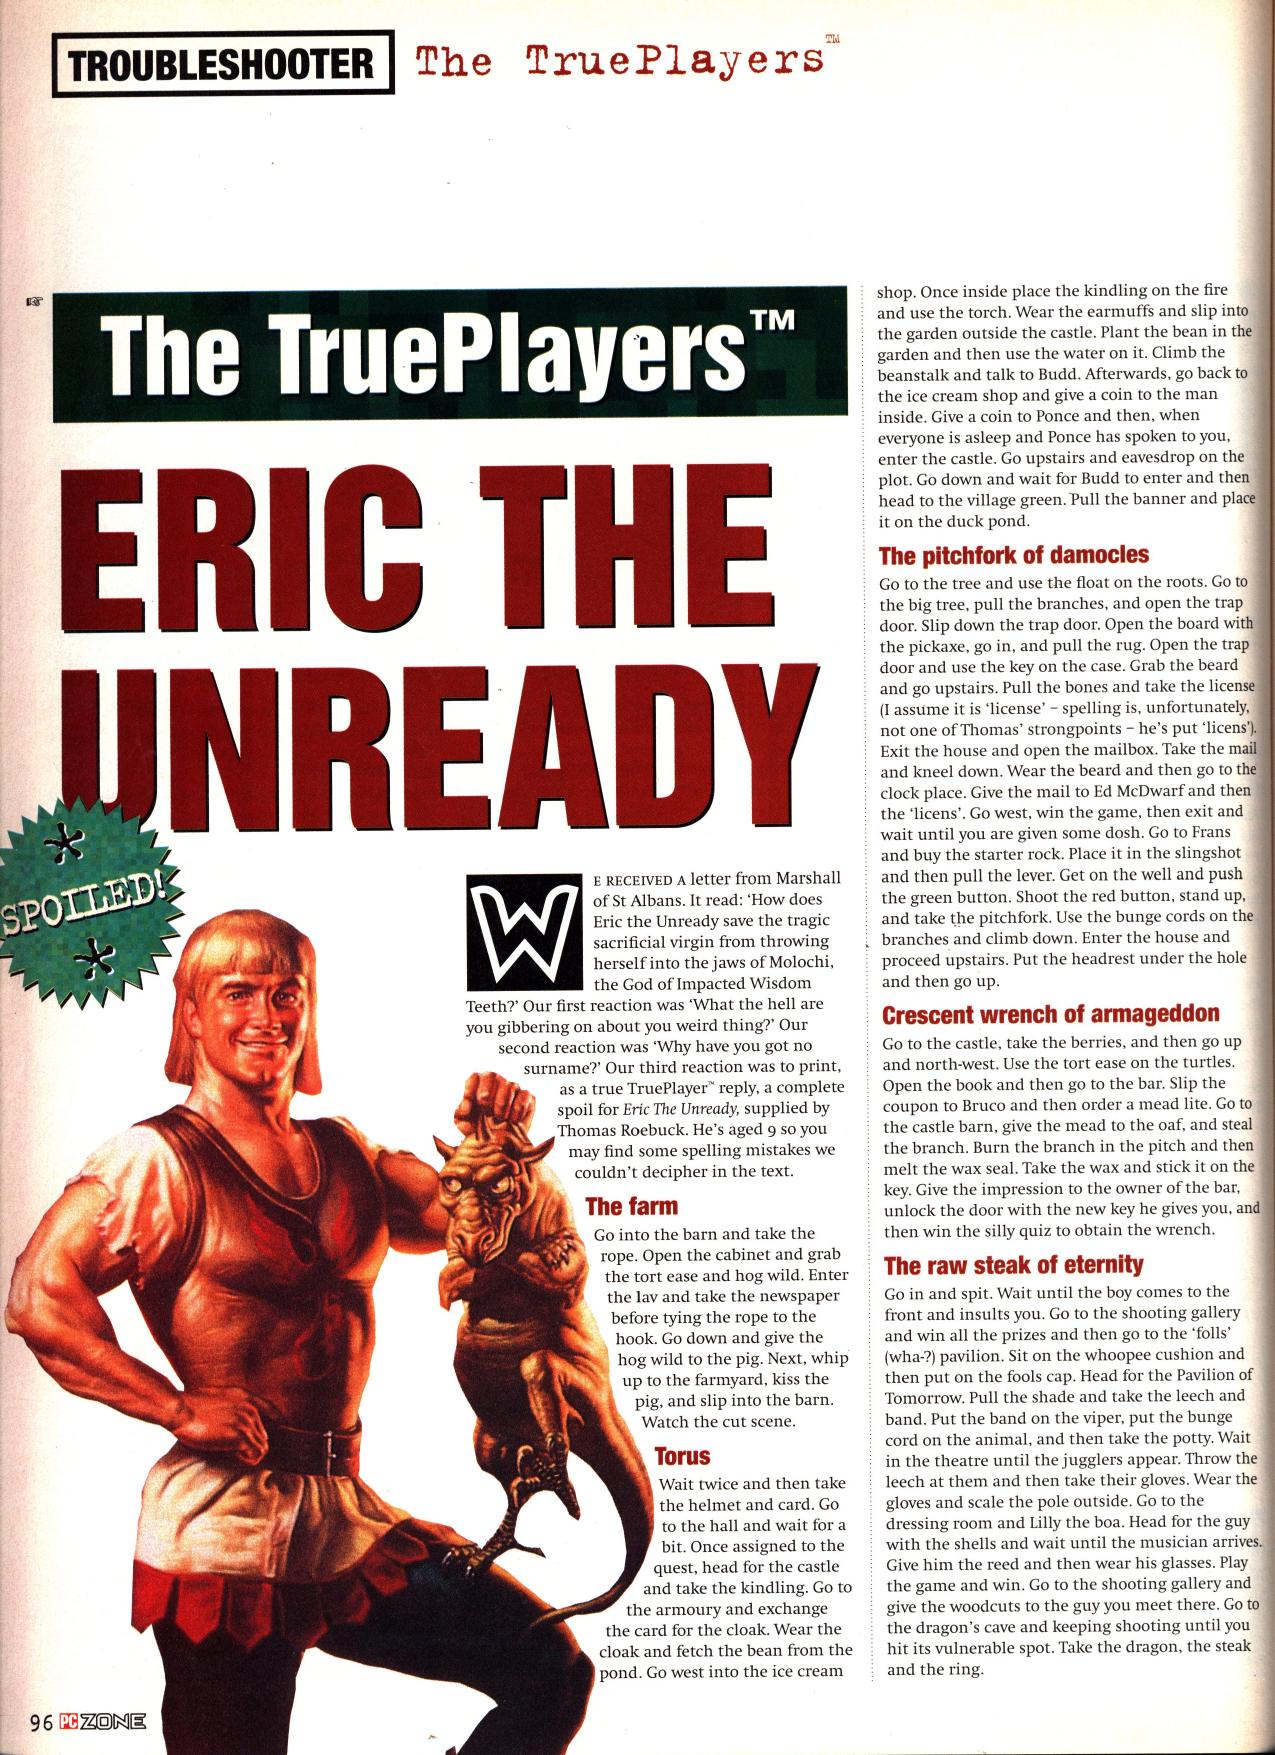 TROUBLESHOOTER The TruePlayers™
The TruePlayers™
ERIC THE
UNREADY
SPOILED!
WE RECEIVED A letter from Marshall
of St Albans. It read: ‘How does
Eric the Unready save the tragic
sacrificial virgin from throwing
herself into the jaws of Molochi,
the God of Impacted Wisdom
Teeth?’ Our first reaction was ‘What the hell are
you gibbering on about you weird thing?’ Our
second reaction was ‘Why have you got no
surname?’ Our third reaction was to print,
as a true TruePlayer™ reply, a complete
spoil for Eric The Unready, supplied by
Thomas Roebuck. He’s aged 9 so you
may find some spelling mistakes we
couldn’t decipher in the text.
The farm
Go into the barn and take the
rope. Open the cabinet and grab
the tort ease and hog wild. Enter
the lav and take the newspaper
before tying the rope to the
hook. Go down and give the
hog wild to the pig. Next, whip
up to the farmyard, kiss the
pig, and slip into the barn.
Watch the cut scene.
Torus
Wait twice and then take
the helmet and card. Go
to the hall and wait for a
bit. Once assigned to the
quest, head for the castle
and take the kindling. Go to
the armoury and exchange
the card for the cloak. Wear the
cloak and fetch the bean from the
pond. Go west into the ice cream
shop. Once inside place the kindling on the fire
and use the torch. Wear the earmuffs and slip into
the garden outside the castle. Plant the bean in the
garden and then use the water on it. Climb the
beanstalk and talk to Budd. Afterwards, go back to
the ice cream shop and give a coin to the man
inside. Give a coin to Ponce and then, when
everyone is asleep and Ponce has spoken to you,
enter the castle. Go upstairs and eavesdrop on the
plot. Go down and wait for Budd to enter and then
head to the village green. Pull the banner and place
it on the duck pond.
The pitchfork of damocles
Go to the tree and use the float on the roots. Go to
the big tree, pull the branches, and open the trap
door. Slip down the trap door. Open the board with
the pickaxe, go in, and pull the rug. Open the trap
door and use the key on the case. Grab the beard
and go upstairs. Pull the bones and take the license
(I assume it is ‘license’ – spelling is, unfortunately,
not one of Thomas’ strongpoints – he’s put ‘licens’).
Exit the house and open the mailbox. Take the mail
and kneel down. Wear the beard and then go to the
clock place. Give the mail to Ed McDwarf and then
the ‘licens’. Go west, win the game, then exit and
wait until you are given some dosh. Go to Frans
and buy the starter rock. Place it in the slingshot
and then pull the lever. Get on the well and push
the green button. Shoot the red button, stand up,
and take the pitchfork. Use the bunge cords on the
branches and climb down. Enter the house and
proceed upstairs. Put the headrest under the hole
and then go up.
Crescent wrench of armageddon
Go to the castle, take the berries, and then go up
and north-west. Use the tort ease on the turtles.
Open the book and then go to the bar. Slip the
coupon to Bruco and then order a mead lite. Go to
the castle barn, give the mead to the oaf, and steal
the branch. Burn the branch in the pitch and then
melt the wax seal. Take the wax and stick it on the
key. Give the impression to the owner of the bar,
unlock the door with the new key he gives you, and
then win the silly quiz to obtain the wrench.
The raw steak of eternity
Go in and spit. Wait until the boy comes to the
front and insults you. Go to the shooting gallery
and win all the prizes and then go to the ‘folls’
(wha-?) pavilion. Sit on the whoopee cushion and
then put on the fools cap. Head for the Pavilion of
Tomorrow. Pull the shade and take the leech and
band. Put the band on the viper, put the bunge
cord on the animal, and then take the potty. Wait
in the theatre until the jugglers appear. Throw the
leech at them and then take their gloves. Wear the
gloves and scale the pole outside. Go to the
dressing room and Lilly the boa. Head for the guy
with the shells and wait until the musician arrives.
Give him the reed and then wear his glasses. Play
the game and win. Go to the shooting gallery and
give the woodcuts to the guy you meet there. Go to
the dragon’s cave and keeping shooting until you
hit its vulnerable spot. Take the dragon, the steak
and the ring.
96 PC ZONE